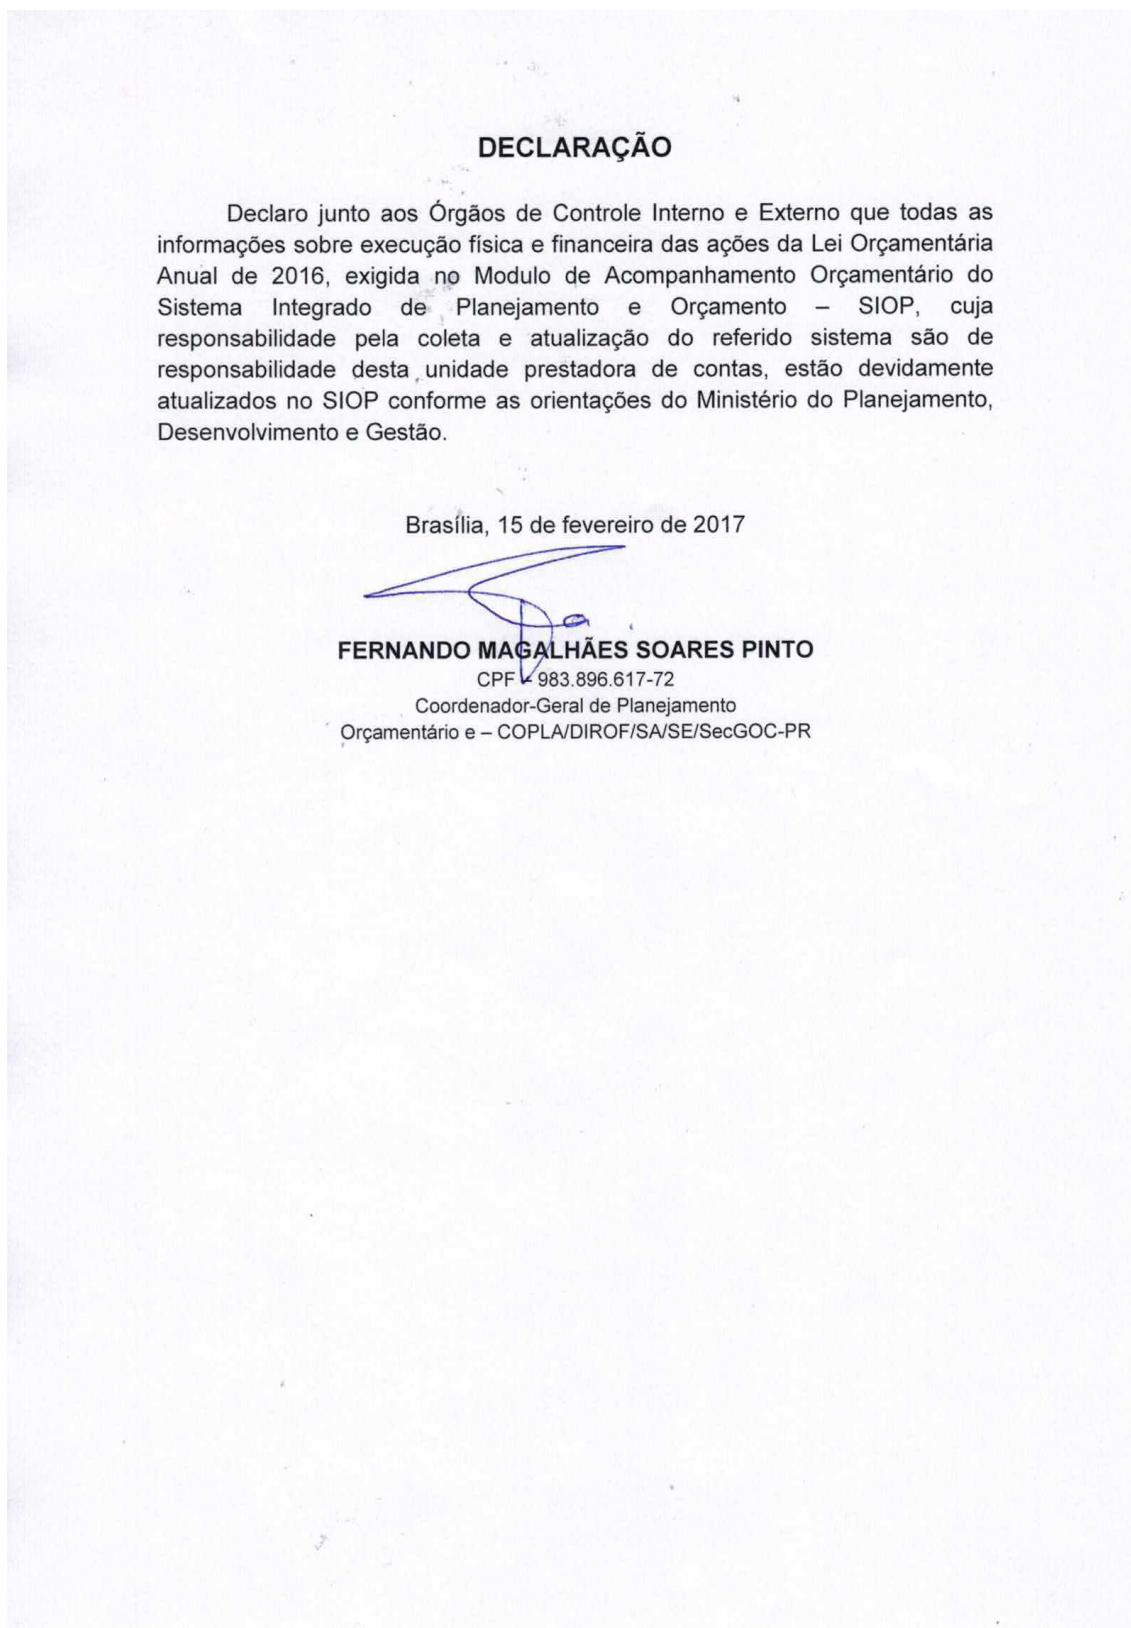 DECLARAÇÃO
Declaro junto aos Órgãos de Controle Interno e Externo que todas as
informações sobre execução física e financeira das ações da Lei Orçamentária
Anual de 2016, exigida no Modulo de Acompanhamento Orçamentário do
Sistema Integrado de Planejamento e Orçamento – SIOP, cuja
responsabilidade pela coleta e atualização do referido sistema são de
responsabilidade desta unidade prestadora de contas, estão devidamente
atualizados no SIOP conforme as orientações do Ministério do Planejamento,
Desenvolvimento e Gestão.
Brasília, 15 de fevereiro de 2017
FERNANDO MAGALHÃES SOARES PINTO
CPF – 983.896.617-72
Coordenador-Geral de Planejamento
Orçamentário e – COPLA/DIROF/SA/SE/SecGOC-PR